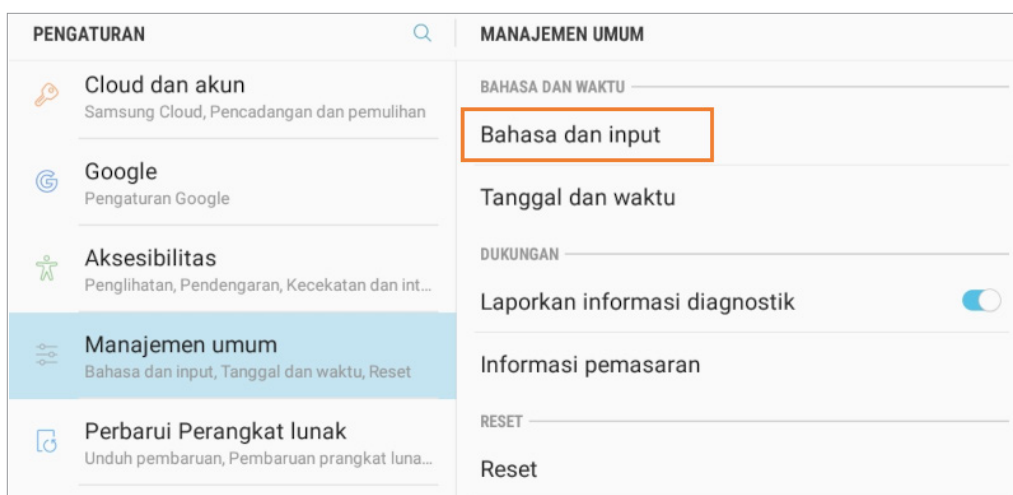 PENGATURAN
Cloud dan akun
Samsung Cloud, Pencadangan dan pemulihan
Google
Pengaturan Google
Aksesibilitas
Penglihatan, Pendengaran, Kecekatan dan int...
Manajemen umum
Bahasa dan input, Tanggal dan waktu, Reset
Perbarui Perangkat lunak
Unduh pembaruan, Pembaruan prangkat luna...
MANAJEMEN UMUM
BAHASA DAN WAKTU
Bahasa dan input
Tanggal dan waktu
DUKUNGAN
Laporkan informasi diagnostik
Informasi pemasaran
RESET
Reset